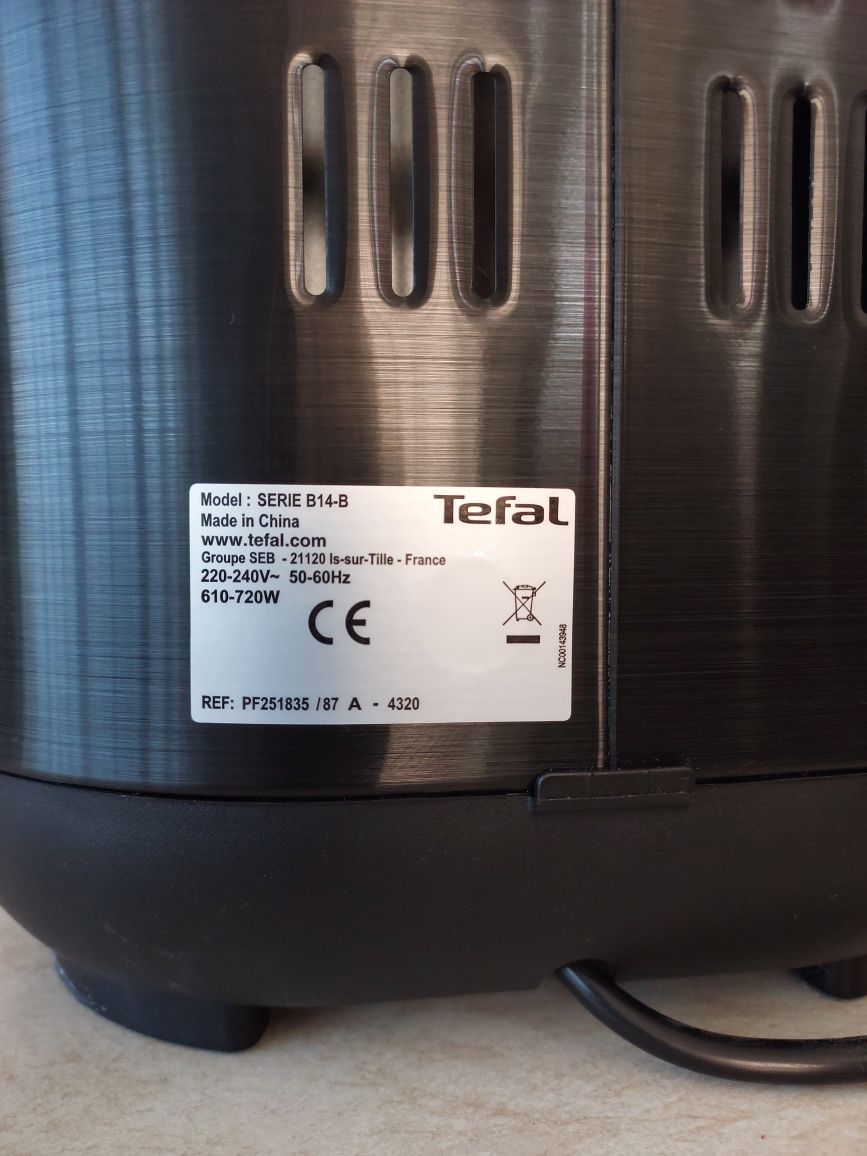 Model : SERIE B14-B
Tefal
Made in China
www.tefal.com
Groupe SEB - 21120 Is-sur-Tille - France
220-240V~ 50-60Hz
610-720W
CE
NC00143948
REF: PF251835 /87 A - 4320